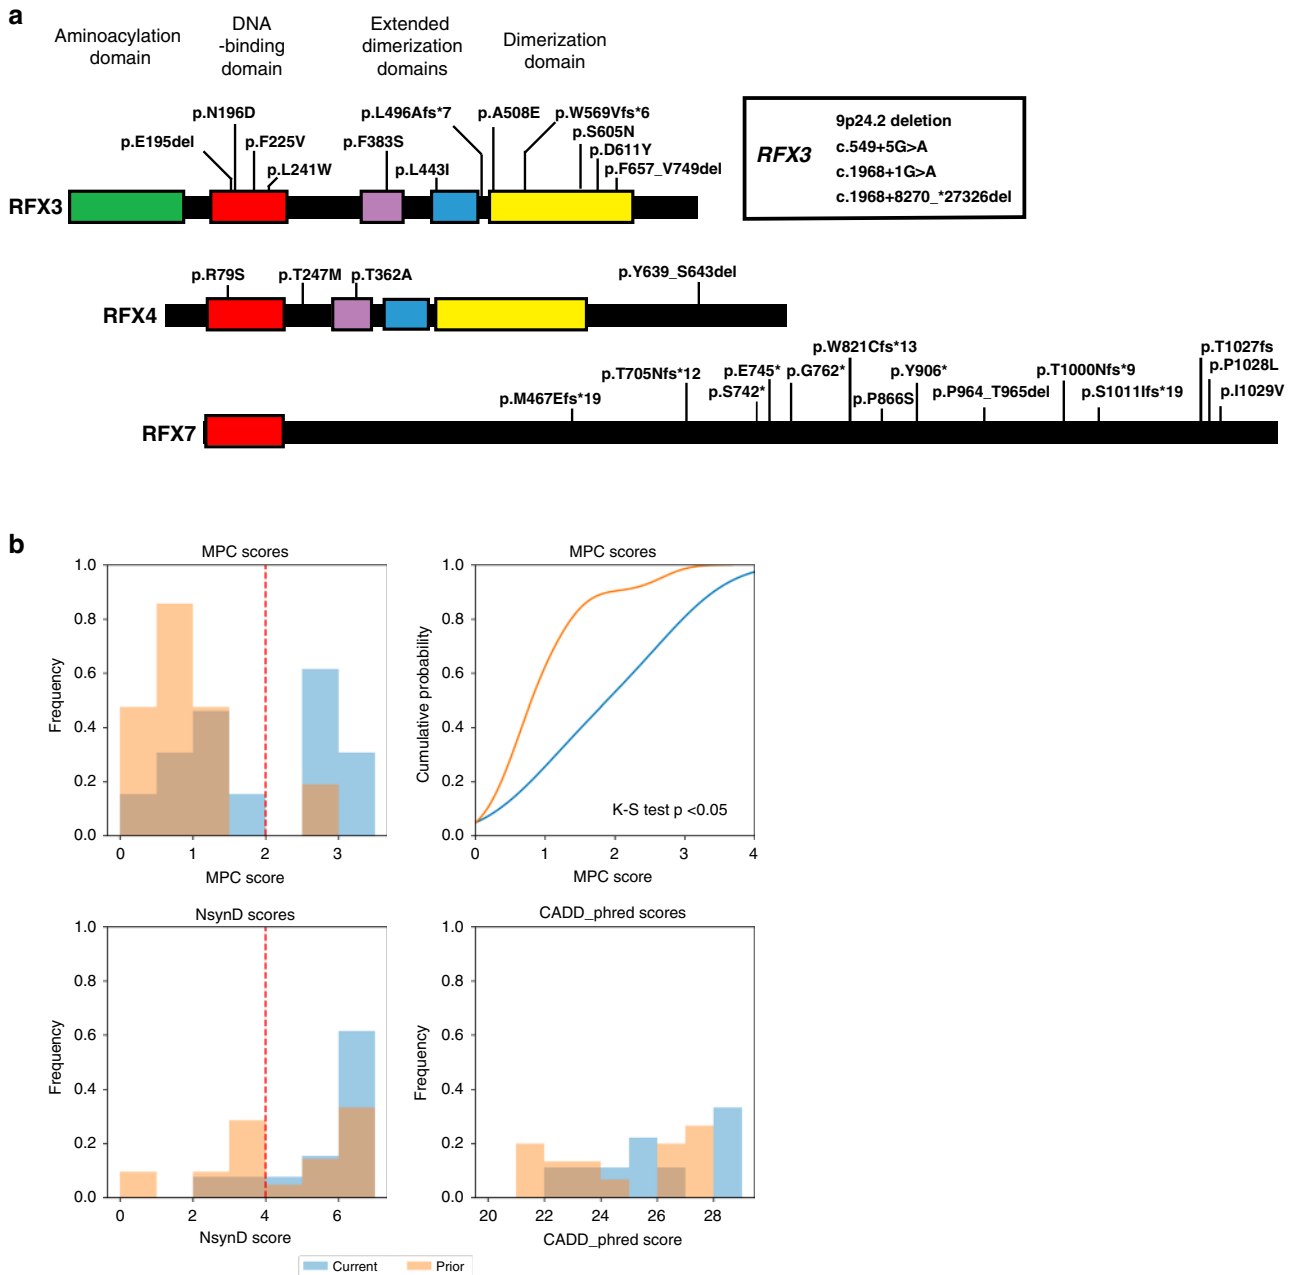 a
Aminoacylation
domain
DNA
-binding
domain
Extended
dimerization
domains
Dimerization
domain
p.N196D
p.L496Afs*7
p.A508E
p.W569Vfs*6
p.E195del
p.F225V
p.F383S
p.S605N
p.D611Y
p.L241W
p.L443I
p.F657_V749del
RFX3
RFX3
9p24.2 deletion
c.549+5G>A
c.1968+1G>A
c.1968+8270_*27326del
p.R79S
p.T247M
p.T362A
p.Y639_S643del
RFX4
p.W821Cfs*13
p.T1027fs
p.T705Nfs*12
p.E745*
p.G762*
p.Y906*
p.T1000Nfs*9
p.P1028L
p.M467Efs*19
p.S742*
p.P866S
p.P964_T965del
p.S1011Ifs*19
p.I1029V
RFX7
b
MPC scores
1.0
0.8
0.6
0.4
0.2
0.0
Frequency
0 1 2 3
MPC score
MPC scores
1.0
0.8
0.6
0.4
0.2
0.0
Cumulative probability
K-S test p <0.05
0 1 2 3 4
MPC score
NsynD scores
1.0
0.8
0.6
0.4
0.2
0.0
Frequency
0 2 4 6
NsynD score
CADD_phred scores
1.0
0.8
0.6
0.4
0.2
0.0
Frequency
20 22 24 26 28
CADD_phred score
Current Prior